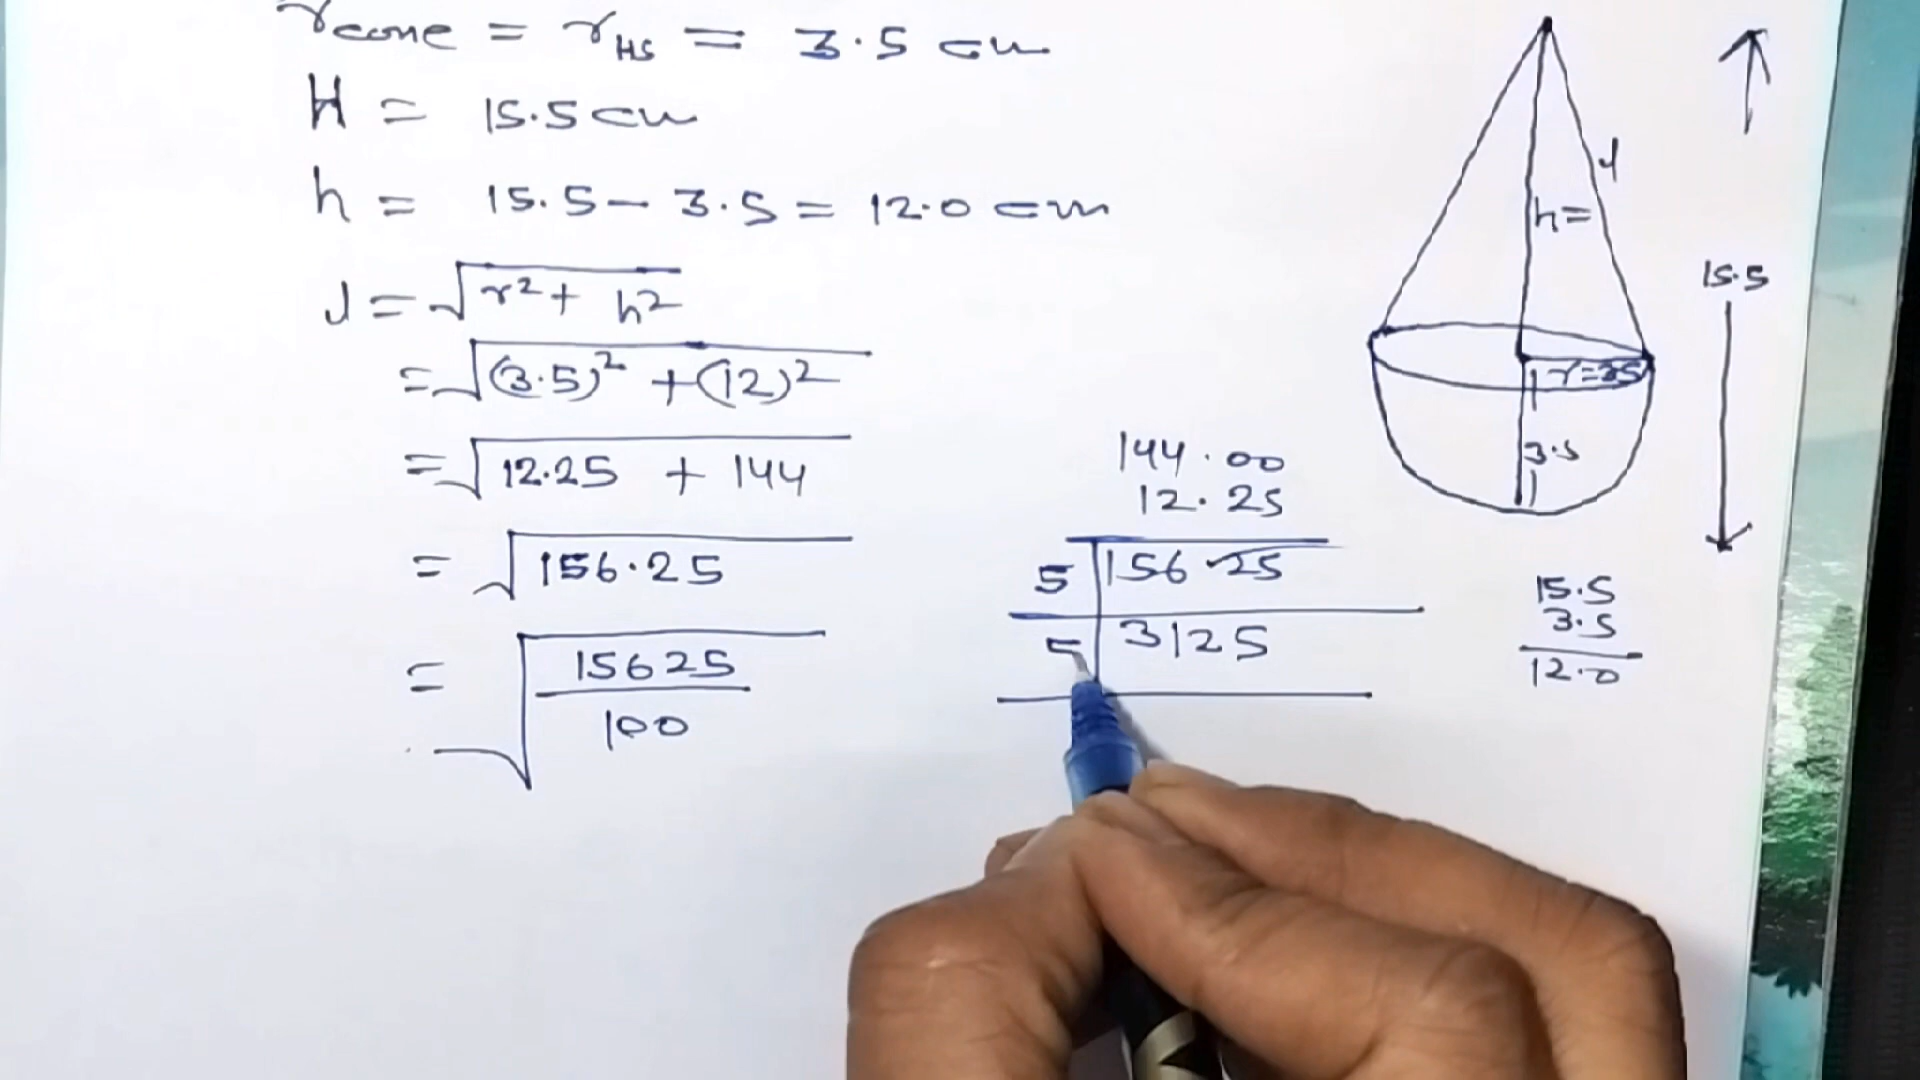 rcone = rHS = 3.5 cm
H = 15.5 cm
h = 15.5 - 3.5 = 12.0 cm
l = √r² + h²
= √(3.5)² + (12)²
= √12.25 + 144
= √156.25
= √15625/100
144.00
12.25
5 | 156 25
5 | 3125
l
h =
r = 3.5
3.5
15.5
15.5
3.5
12.0